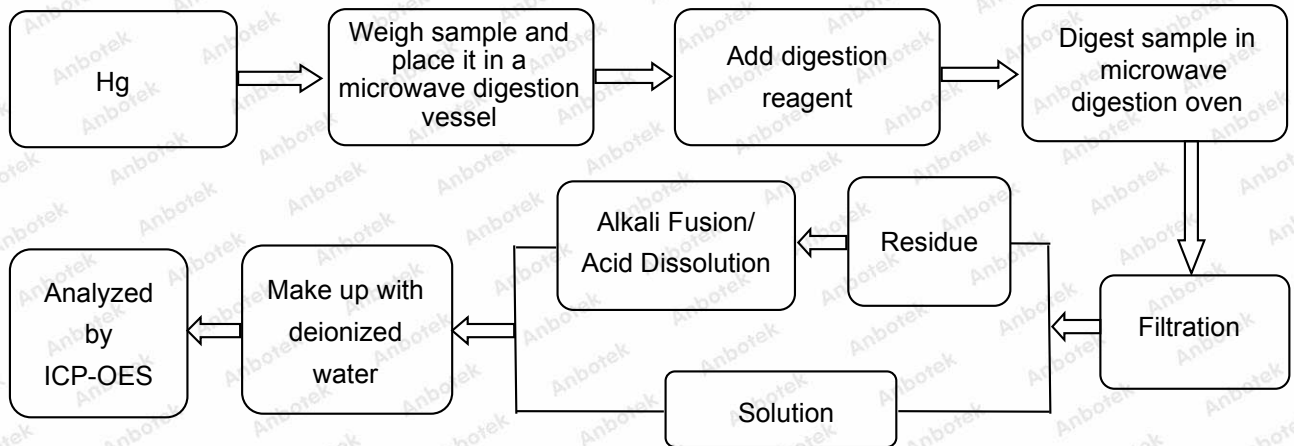 Hg
Weigh sample and
place it in a
microwave digestion
vessel
Add digestion
reagent
Digest sample in
microwave
digestion oven
Filtration
Residue
Alkali Fusion/
Acid Dissolution
Solution
Make up with
deionized
water
Analyzed
by
ICP-OES
Anbotek